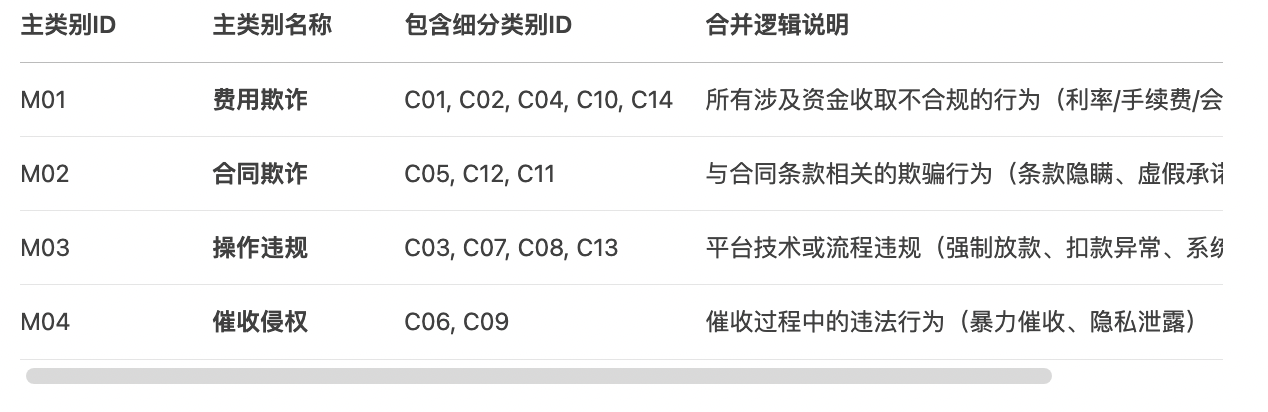 主类别ID 主类别名称 包含细分类别ID 合并逻辑说明
M01 费用欺诈 C01, C02, C04, C10, C14 所有涉及资金收取不合规的行为（利率/手续费/会
M02 合同欺诈 C05, C12, C11 与合同条款相关的欺骗行为（条款隐瞒、虚假承
M03 操作违规 C03, C07, C08, C13 平台技术或流程违规（强制放款、扣款异常、系
M04 催收侵权 C06, C09 催收过程中的违法行为（暴力催收、隐私泄露）